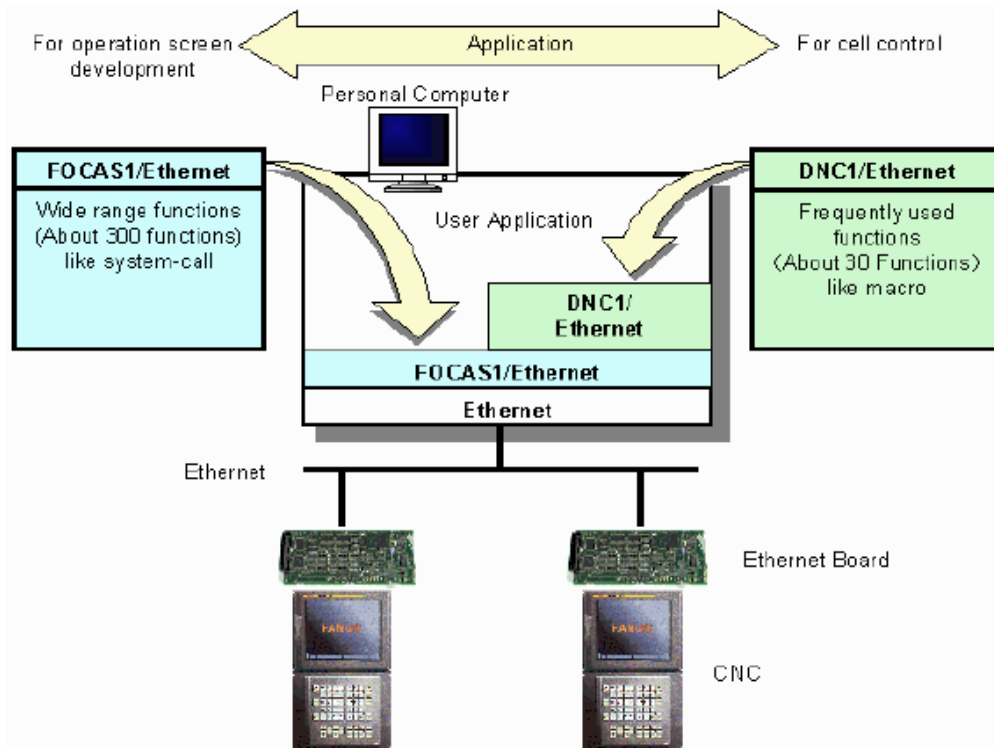 For operation screen
development
Application
For cell control
Personal Computer
FOCAS1/Ethernet
Wide range functions
(About 300 functions)
like system-call
User Application
DNC1/Ethernet
Frequently used
functions
(About 30 Functions)
like macro
DNC1/
Ethernet
FOCAS1/Ethernet
Ethernet
Ethernet
Ethernet Board
FANUC
FANUC
CNC